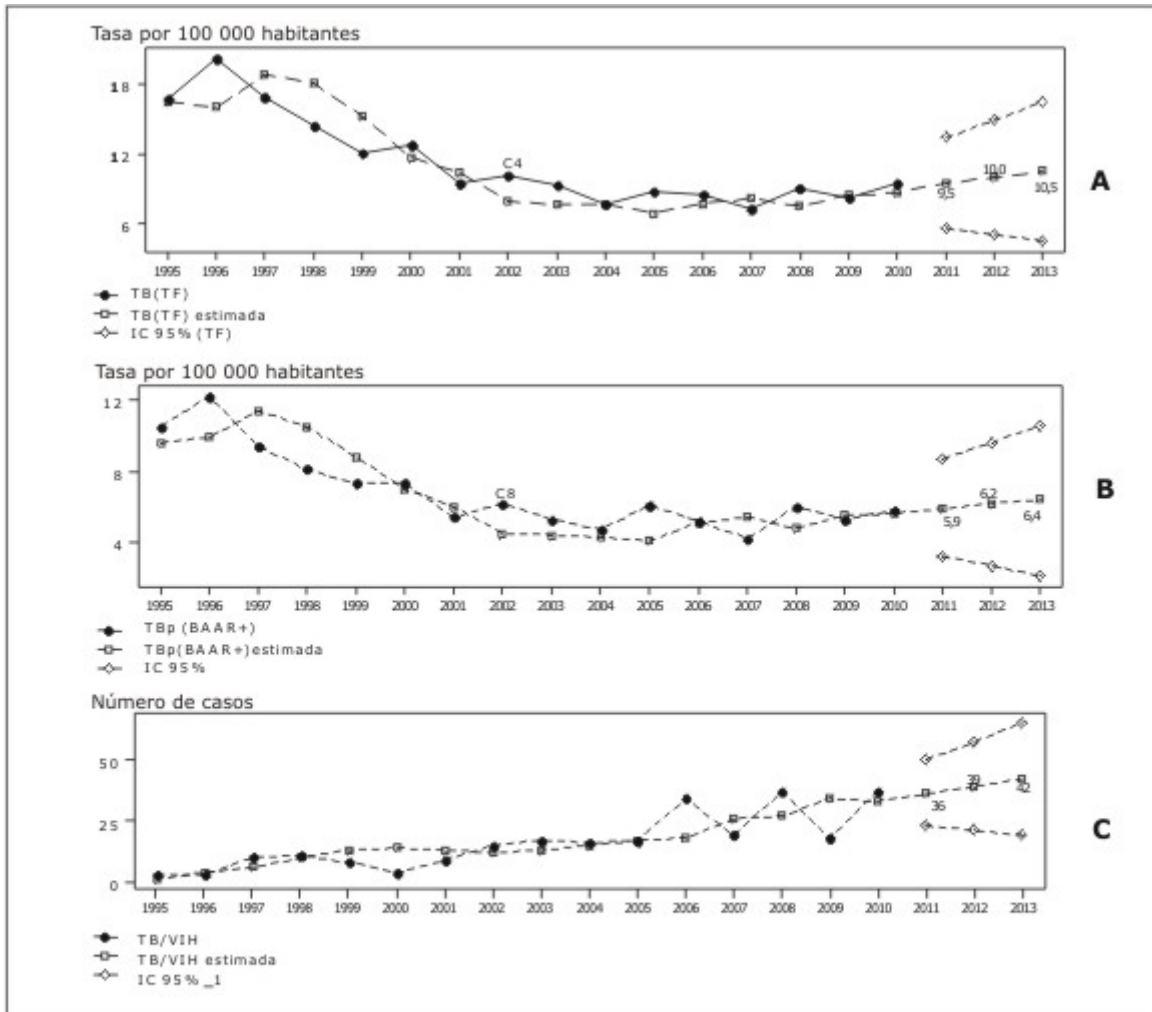 Tasa por 100 000 habitantes
18
12
6
C4
9,5
10,0
10,5
A
1995 1996 1997 1998 1999 2000 2001 2002 2003 2004 2005 2006 2007 2008 2009 2010 2011 2012 2013
TB(TF)
TB(TF) estimada
IC 95% (TF)
Tasa por 100 000 habitantes
12
8
4
C8
5,9
6,2
6,4
B
1995 1996 1997 1998 1999 2000 2001 2002 2003 2004 2005 2006 2007 2008 2009 2010 2011 2012 2013
TBp (BAAR+)
TBp(BAAR+)estimada
IC 95%
Número de casos
50
25
0
36
39
42
C
1995 1996 1997 1998 1999 2000 2001 2002 2003 2004 2005 2006 2007 2008 2009 2010 2011 2012 2013
TB/VIH
TB/VIH estimada
IC 95% _1